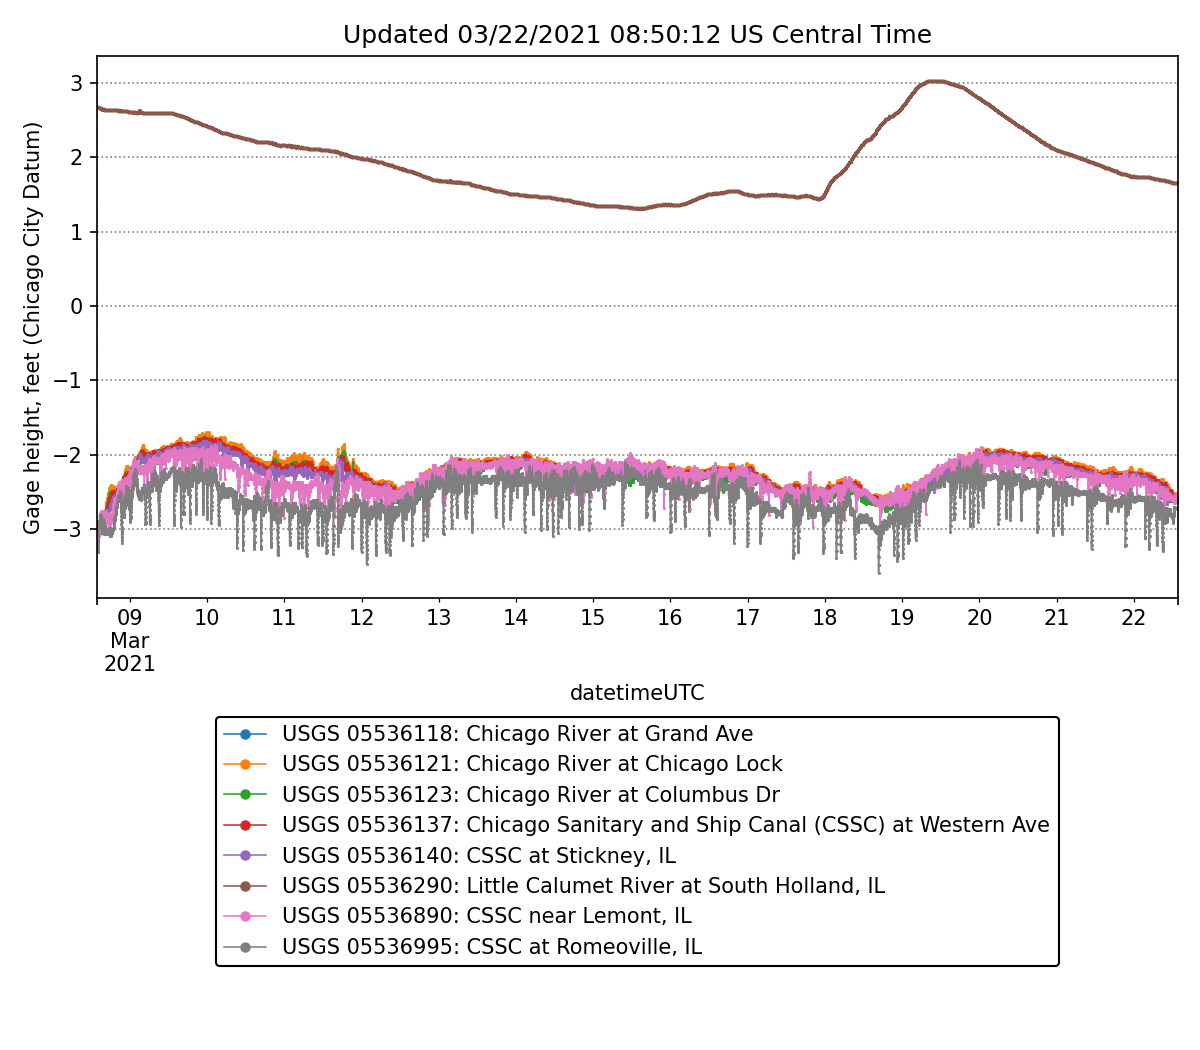 Updated 03/22/2021 08:50:12 US Central Time
Gage height, feet (Chicago City Datum)
3
2
1
0
−1
−2
−3
09 10 11 12 13 14 15 16 17 18 19 20 21 22
Mar
2021
datetimeUTC
USGS 05536118: Chicago River at Grand Ave
USGS 05536121: Chicago River at Chicago Lock
USGS 05536123: Chicago River at Columbus Dr
USGS 05536137: Chicago Sanitary and Ship Canal (CSSC) at Western Ave
USGS 05536140: CSSC at Stickney, IL
USGS 05536290: Little Calumet River at South Holland, IL
USGS 05536890: CSSC near Lemont, IL
USGS 05536995: CSSC at Romeoville, IL